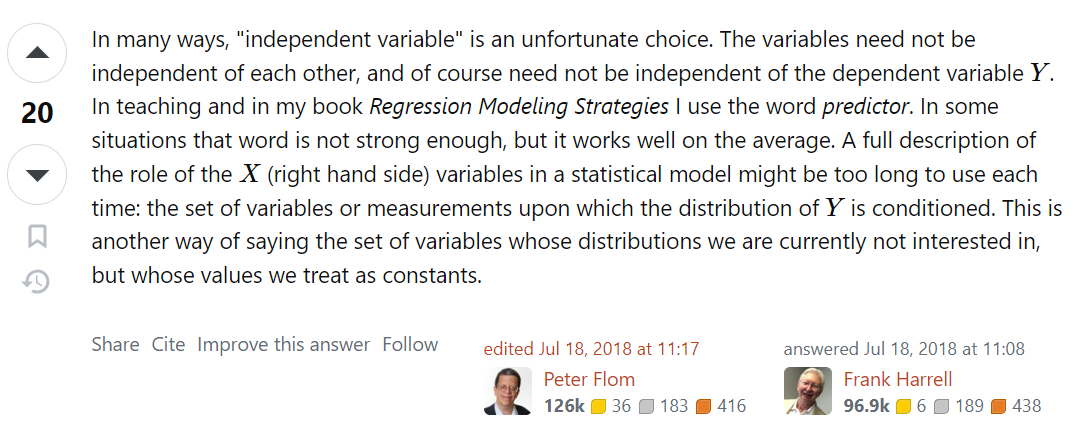 In many ways, "independent variable" is an unfortunate choice. The variables need not be
independent of each other, and of course need not be independent of the dependent variable Y.
20
In teaching and in my book Regression Modeling Strategies I use the word predictor. In some
situations that word is not strong enough, but it works well on the average. A full description of
the role of the X (right hand side) variables in a statistical model might be too long to use each
time: the set of variables or measurements upon which the distribution of Y is conditioned. This is
another way of saying the set of variables whose distributions we are currently not interested in,
but whose values we treat as constants.
Share Cite Improve this answer Follow
edited Jul 18, 2018 at 11:17
Peter Flom
126k 36 183 416
answered Jul 18, 2018 at 11:08
Frank Harrell
96.9k 6 189 438